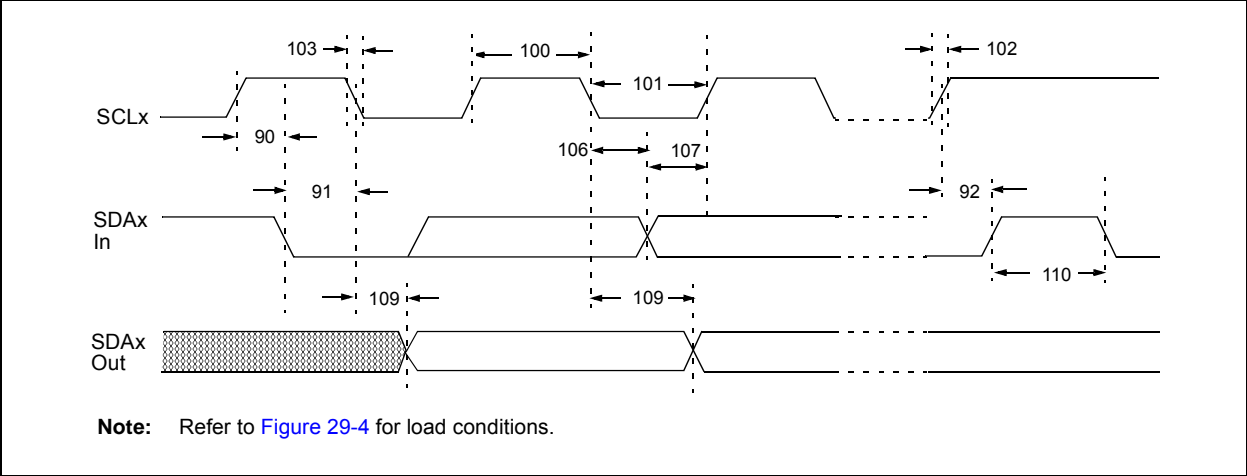 103
100
102
101
SCLx
90
106
107
91
92
SDAx
In
110
109
109
SDAx
Out
Note: Refer to Figure 29-4 for load conditions.